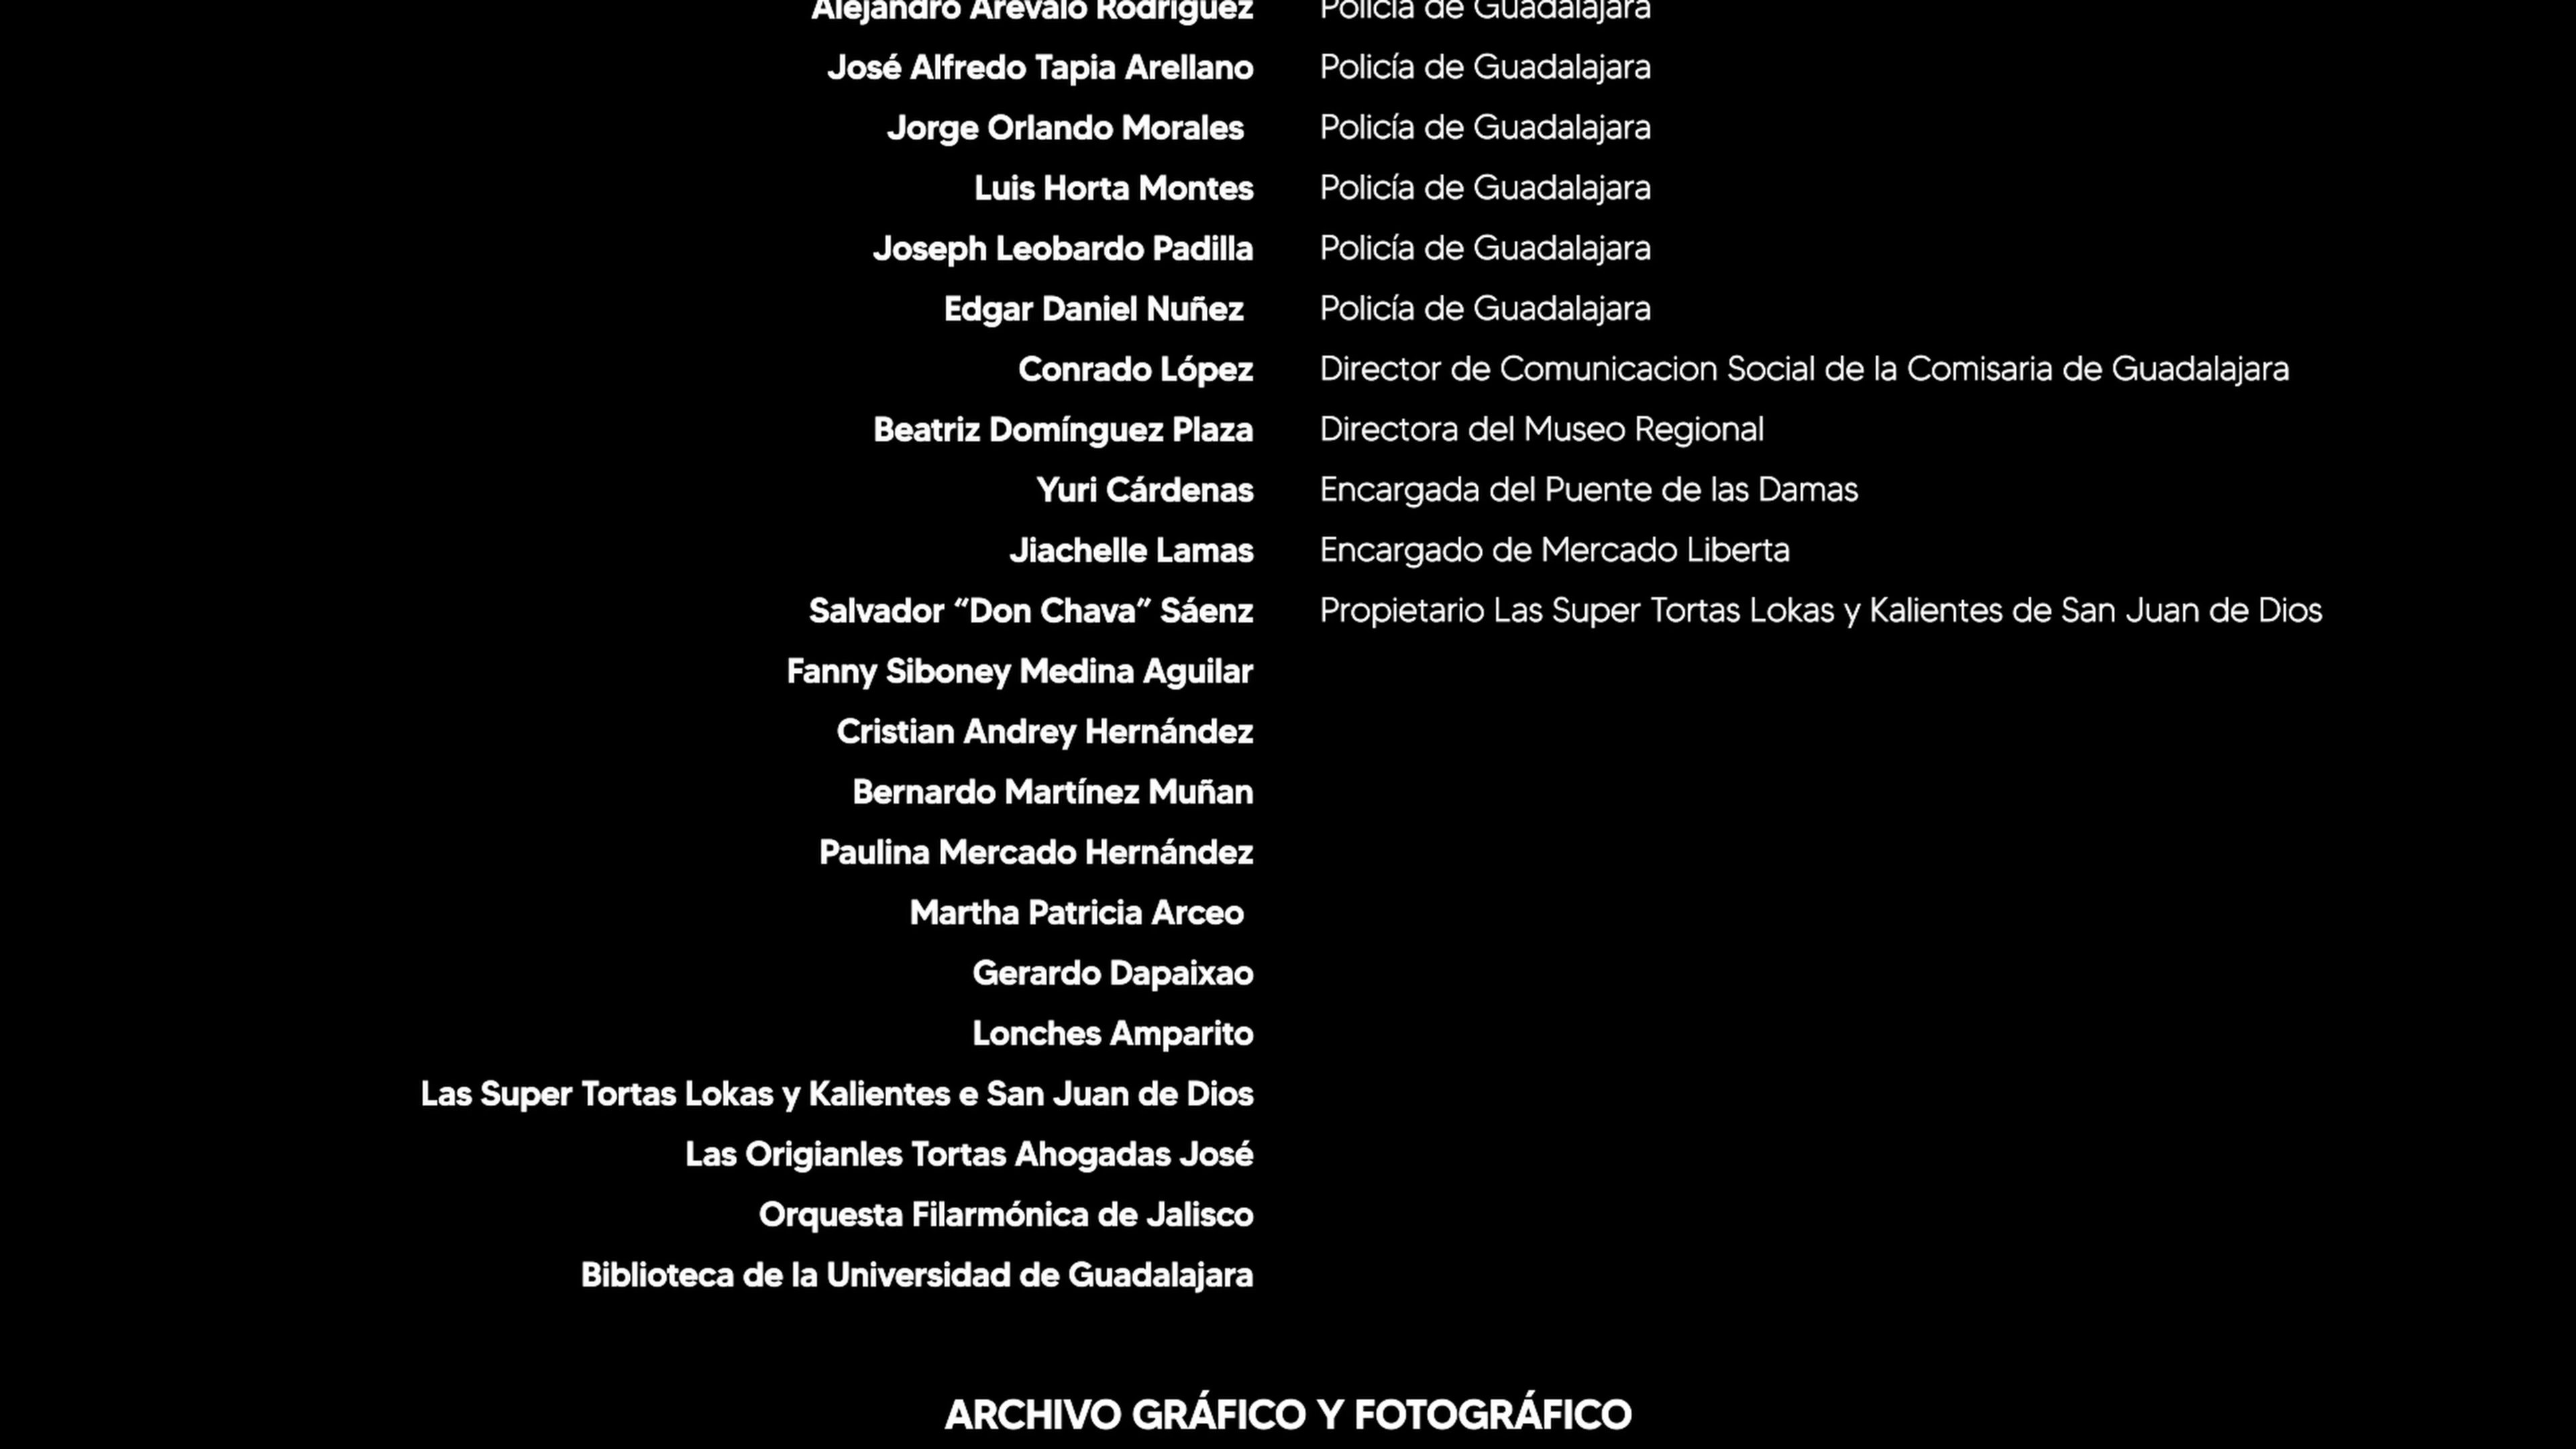 Alejandro Arévalo Rodríguez Policía de Guadalajara
José Alfredo Tapia Arellano Policía de Guadalajara
Jorge Orlando Morales Policía de Guadalajara
Luis Horta Montes Policía de Guadalajara
Joseph Leobardo Padilla Policía de Guadalajara
Edgar Daniel Nuñez Policía de Guadalajara
Conrado López Director de Comunicacion Social de la Comisaria de Guadalajara
Beatriz Domínguez Plaza Directora del Museo Regional
Yuri Cárdenas Encargada del Puente de las Damas
Jiachelle Lamas Encargado de Mercado Liberta
Salvador “Don Chava” Sáenz Propietario Las Super Tortas Lokas y Kalientes de San Juan de Dios
Fanny Siboney Medina Aguilar
Cristian Andrey Hernández
Bernardo Martínez Muñan
Paulina Mercado Hernández
Martha Patricia Arceo
Gerardo Dapaixao
Lonches Amparito
Las Super Tortas Lokas y Kalientes e San Juan de Dios
Las Origianles Tortas Ahogadas José
Orquesta Filarmónica de Jalisco
Biblioteca de la Universidad de Guadalajara
ARCHIVO GRÁFICO Y FOTOGRÁFICO